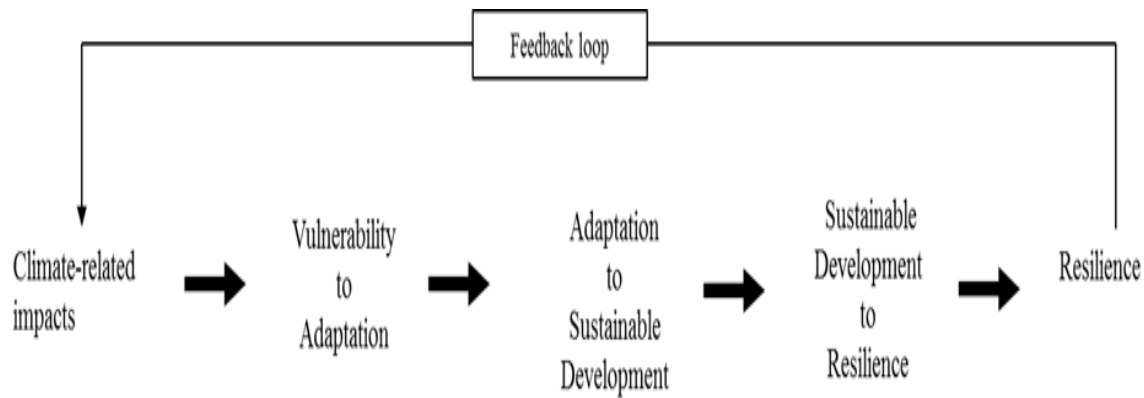 Feedback loop
Climate-related
impacts
Vulnerability
to
Adaptation
Adaptation
to
Sustainable
Development
Sustainable
Development
to
Resilience
Resilience